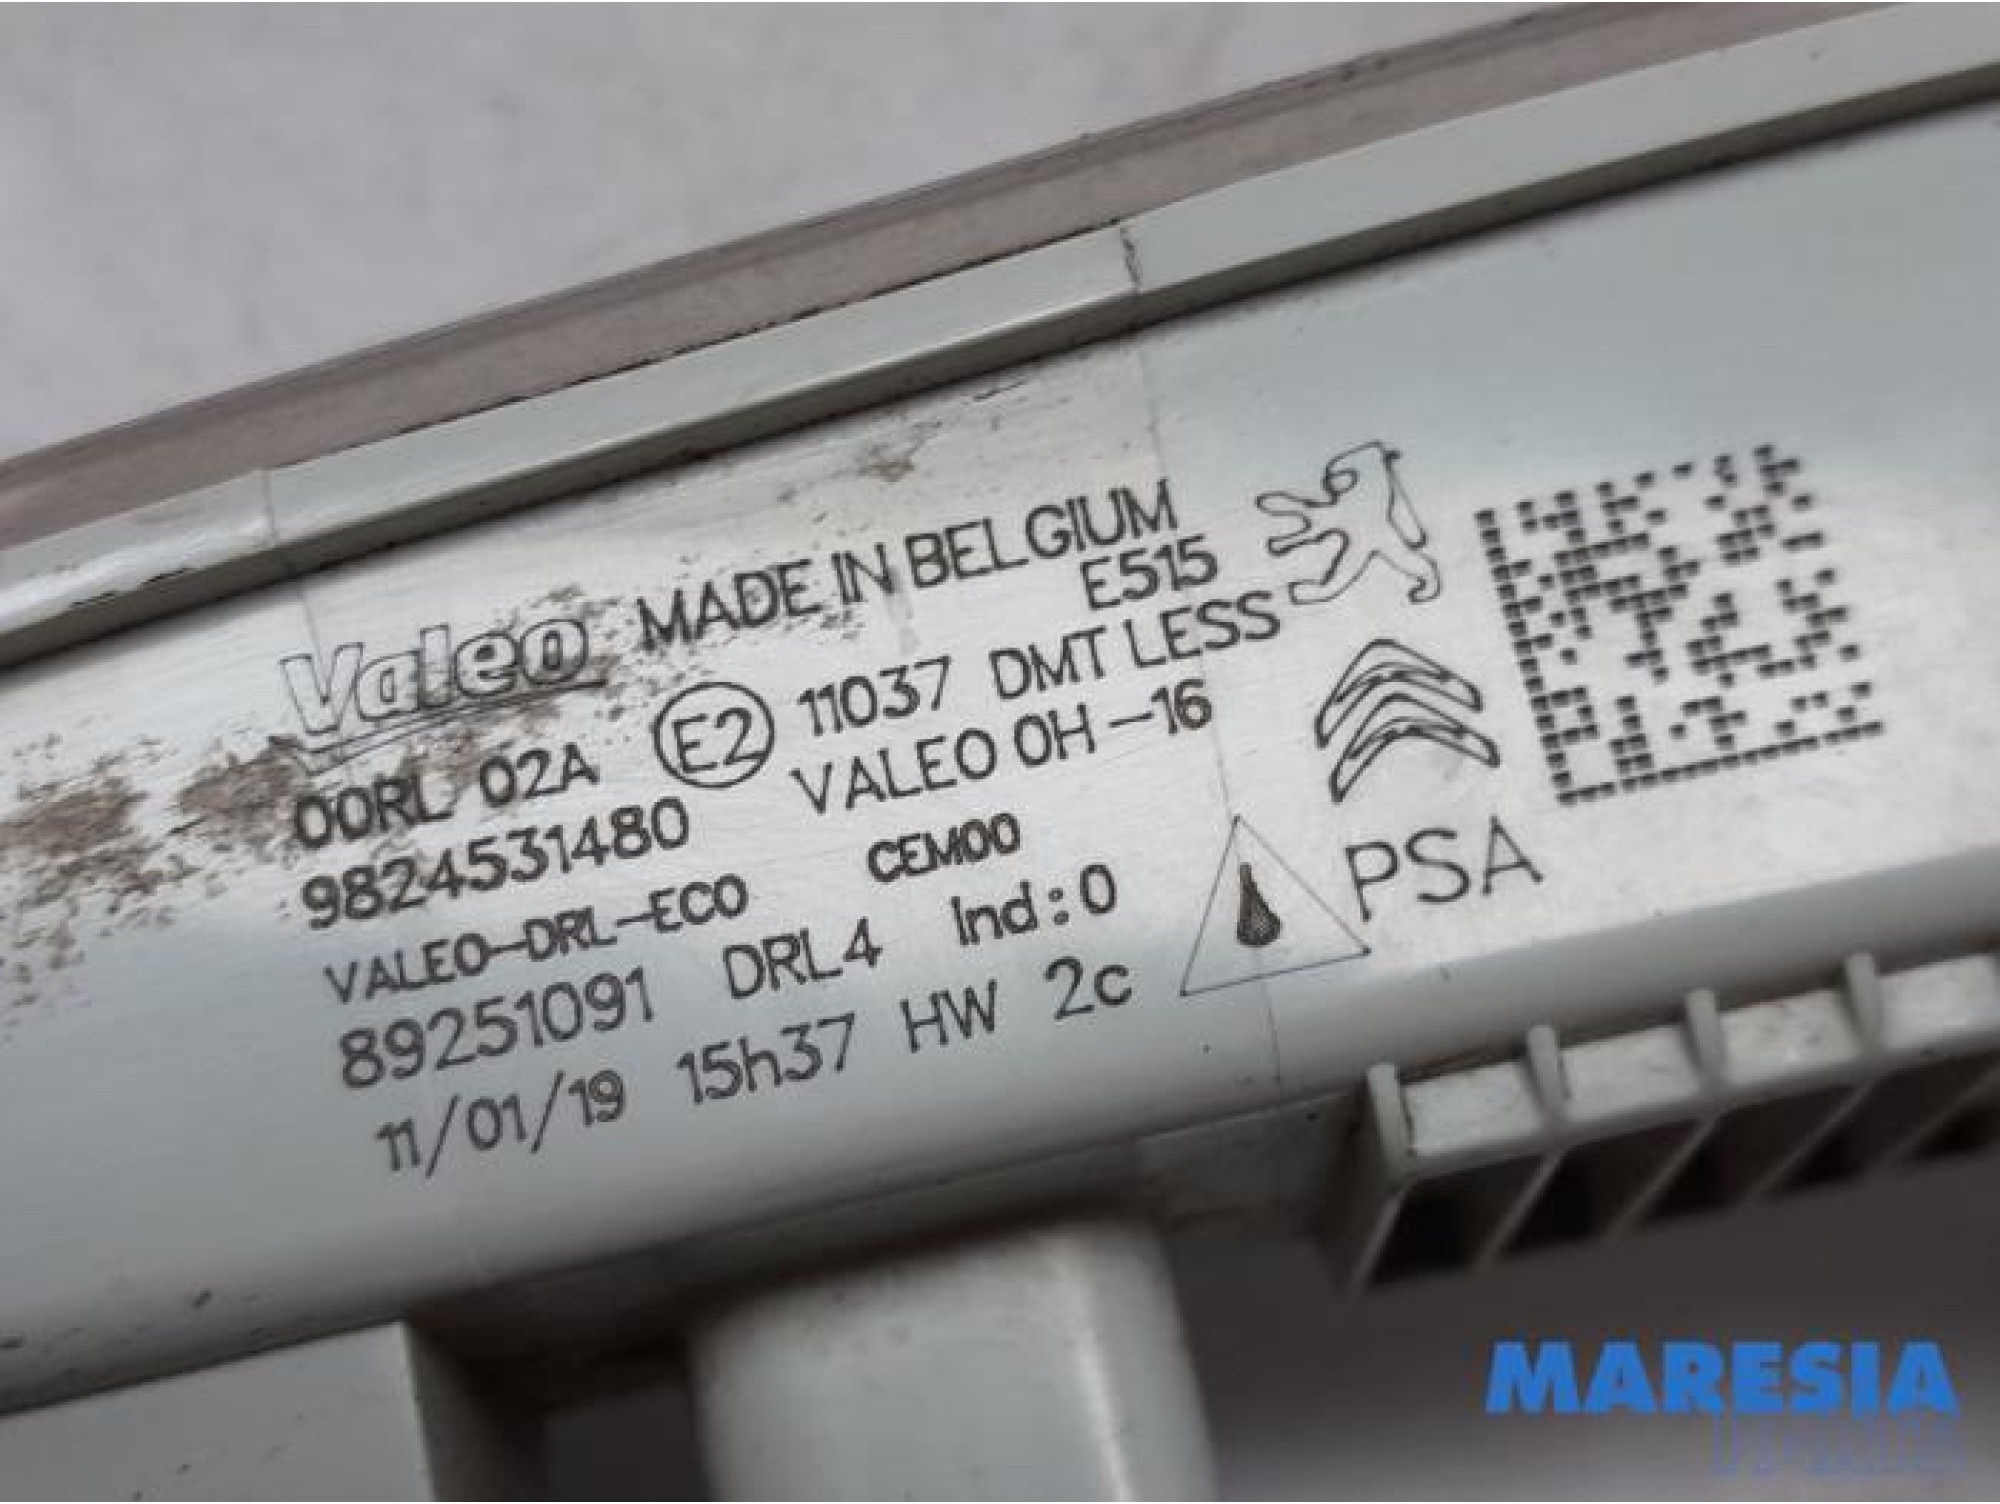 Valeo MADE IN BELGIUM
E515
00RL 02A E2 11037 DMT LESS
9824531480 VALEO 0H-16
VALEO-DRL-ECO CEM00
89251091 DRL4 Ind:0
11/01/19 15h37 HW 2c
PSA
MARESIA